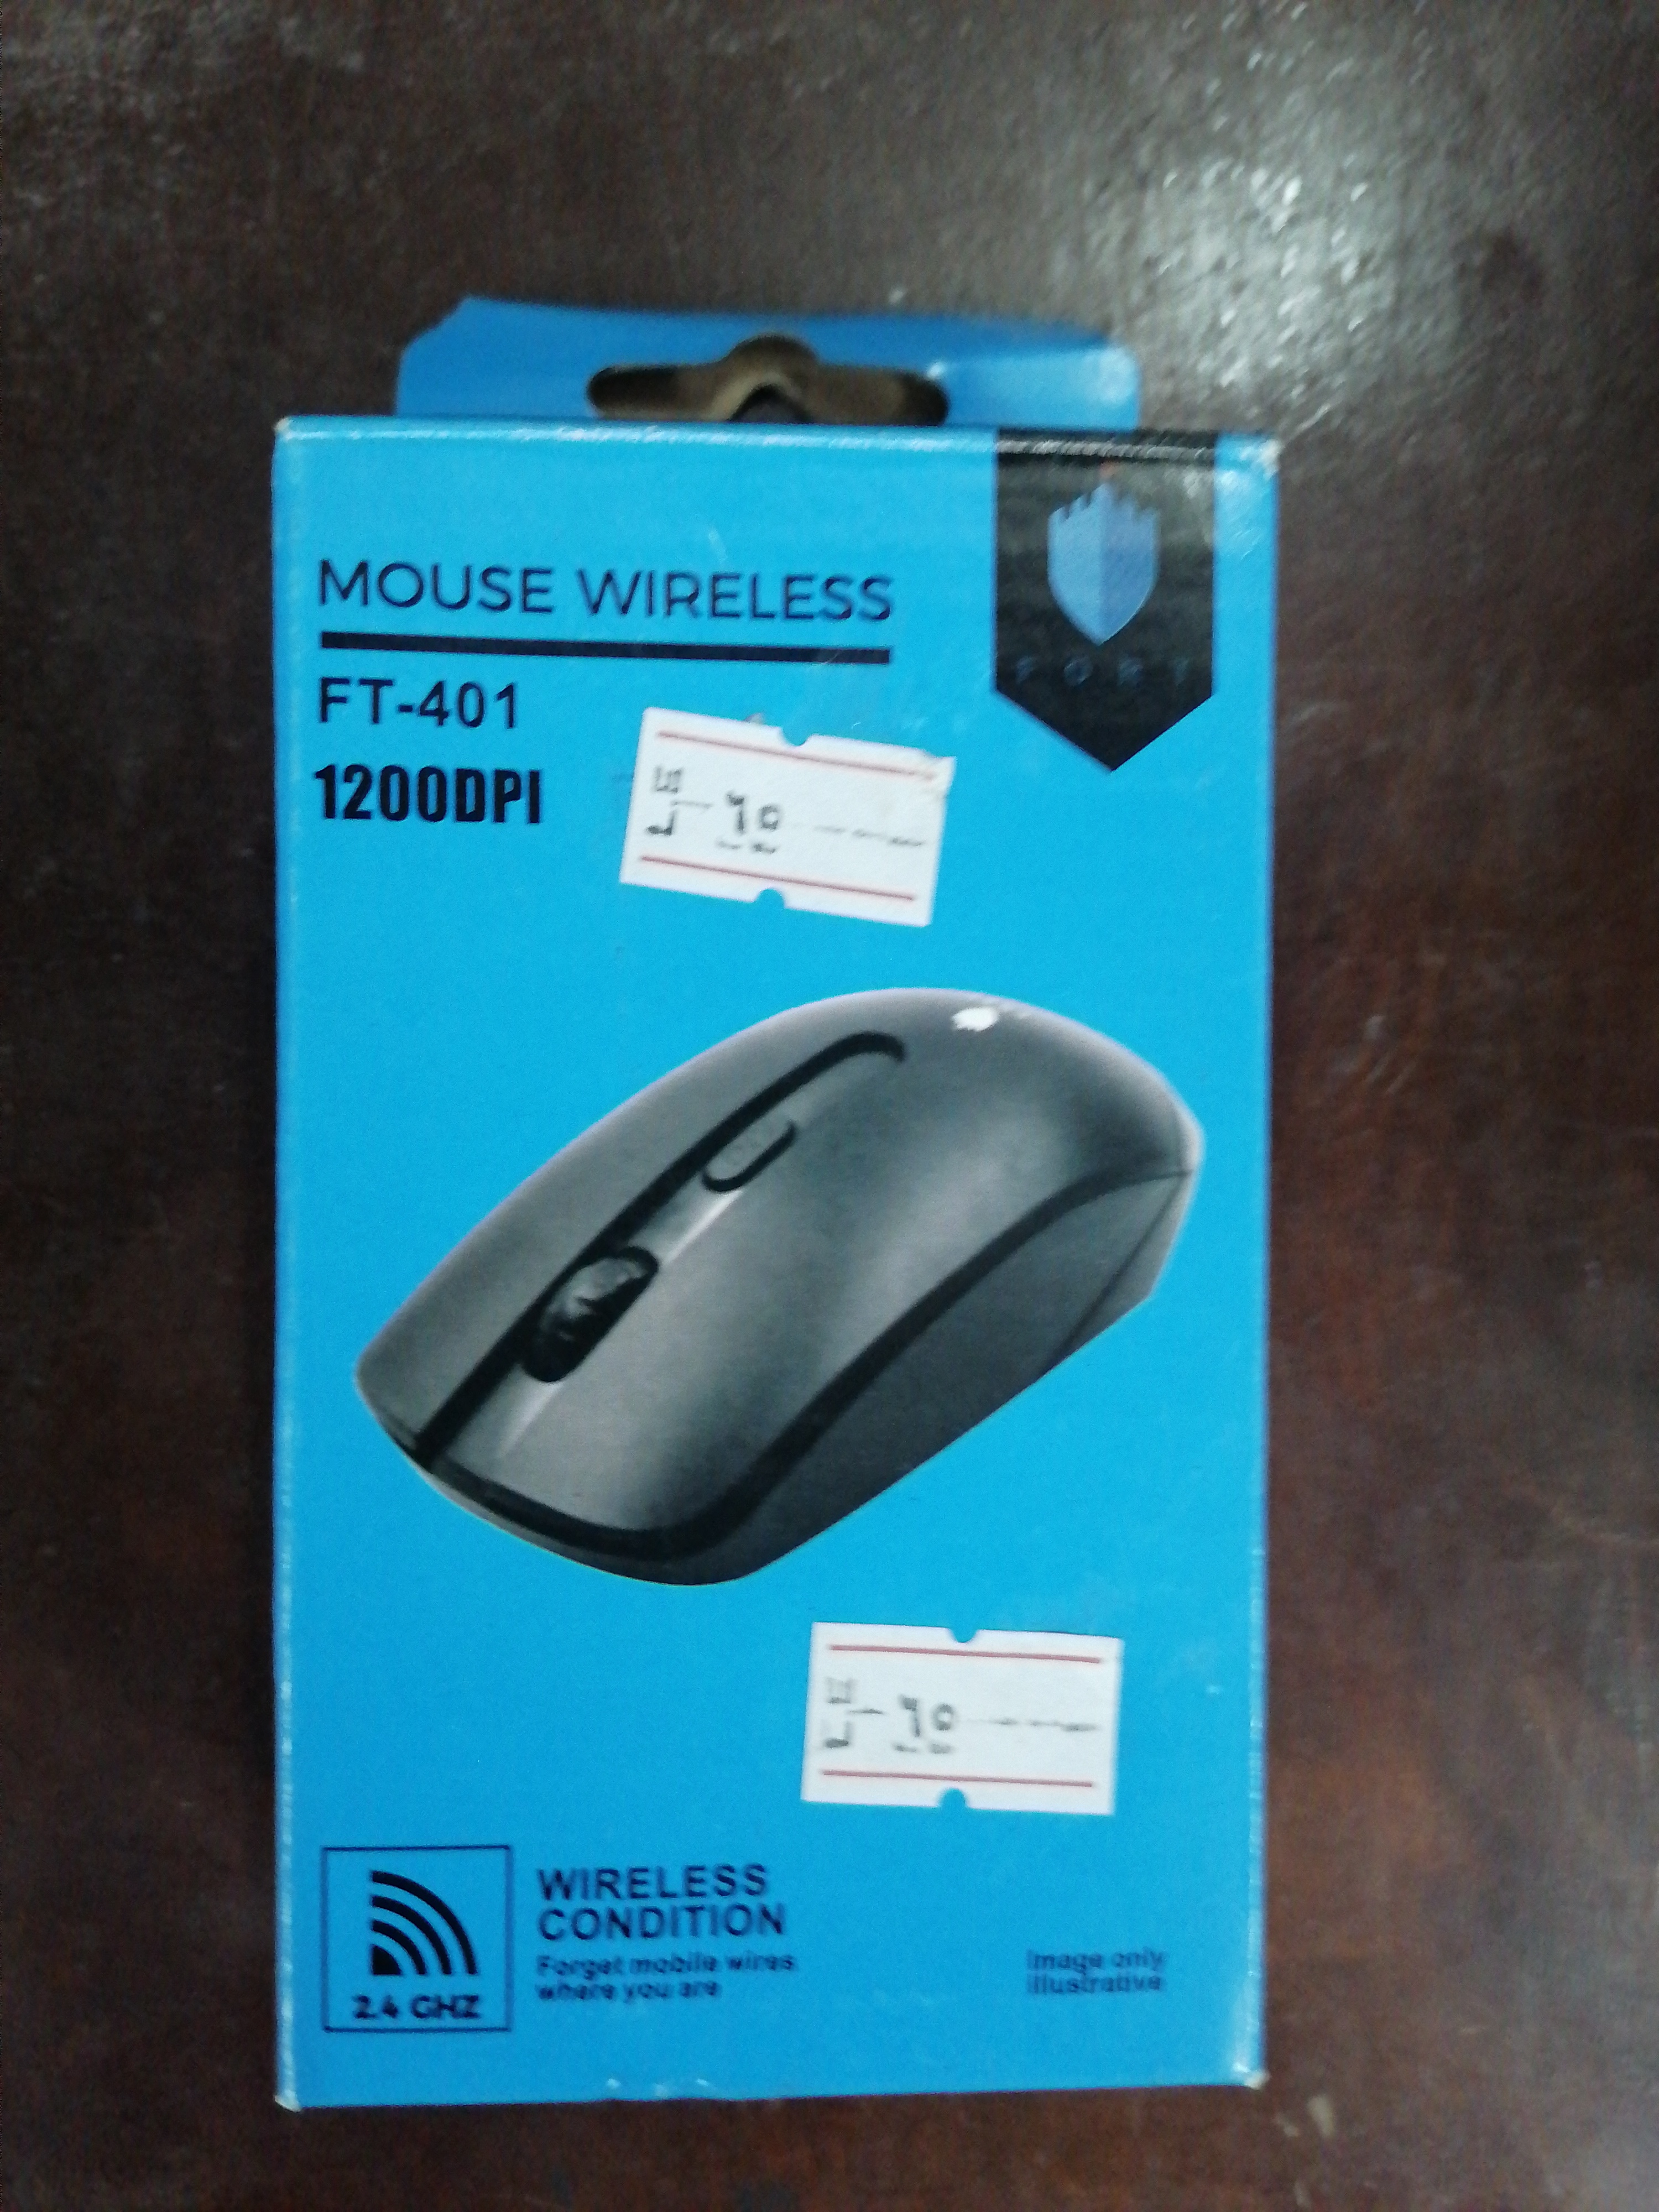 MOUSE WIRELESS
FORT
FT-401
1200DPI
2.4 GHZ
WIRELESS
CONDITION
Forget mobile wires
where you are
Image only
illustrative